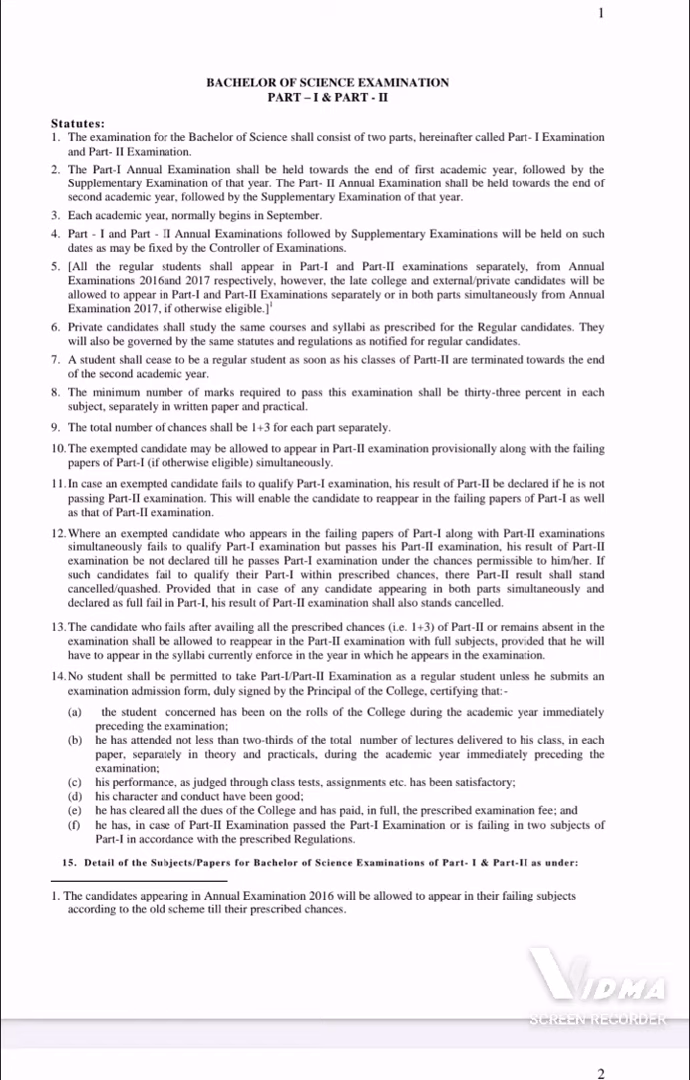 1
BACHELOR OF SCIENCE EXAMINATION
PART – I & PART - II
Statutes:
1. The examination for the Bachelor of Science shall consist of two parts, hereinafter called Part- I Examination
and Part- II Examination.
2. The Part-I Annual Examination shall be held towards the end of first academic year, followed by the
Supplementary Examination of that year. The Part- II Annual Examination shall be held towards the end of
second academic year, followed by the Supplementary Examination of that year.
3. Each academic year, normally begins in September.
4. Part - I and Part - II Annual Examinations followed by Supplementary Examinations will be held on such
dates as may be fixed by the Controller of Examinations.
5. [All the regular students shall appear in Part-I and Part-II examinations separately, from Annual
Examinations 2016and 2017 respectively, however, the late college and external/private candidates will be
allowed to appear in Part-I and Part-II Examinations separately or in both parts simultaneously from Annual
Examination 2017, if otherwise eligible.]1
6. Private candidates shall study the same courses and syllabi as prescribed for the Regular candidates. They
will also be governed by the same statutes and regulations as notified for regular candidates.
7. A student shall cease to be a regular student as soon as his classes of Partt-II are terminated towards the end
of the second academic year.
8. The minimum number of marks required to pass this examination shall be thirty-three percent in each
subject, separately in written paper and practical.
9. The total number of chances shall be 1+3 for each part separately.
10. The exempted candidate may be allowed to appear in Part-II examination provisionally along with the failing
papers of Part-I (if otherwise eligible) simultaneously.
11. In case an exempted candidate fails to qualify Part-I examination, his result of Part-II be declared if he is not
passing Part-II examination. This will enable the candidate to reappear in the failing papers of Part-I as well
as that of Part-II examination.
12. Where an exempted candidate who appears in the failing papers of Part-I along with Part-II examinations
simultaneously fails to qualify Part-I examination but passes his Part-II examination, his result of Part-II
examination be not declared till he passes Part-I examination under the chances permissible to him/her. If
such candidates fail to qualify their Part-I within prescribed chances, there Part-II result shall stand
cancelled/quashed. Provided that in case of any candidate appearing in both parts simultaneously and
declared as full fail in Part-I, his result of Part-II examination shall also stands cancelled.
13. The candidate who fails after availing all the prescribed chances (i.e. 1+3) of Part-II or remains absent in the
examination shall be allowed to reappear in the Part-II examination with full subjects, provided that he will
have to appear in the syllabi currently enforce in the year in which he appears in the examination.
14. No student shall be permitted to take Part-I/Part-II Examination as a regular student unless he submits an
examination admission form, duly signed by the Principal of the College, certifying that:-
(a) the student concerned has been on the rolls of the College during the academic year immediately
preceding the examination;
(b) he has attended not less than two-thirds of the total number of lectures delivered to his class, in each
paper, separately in theory and practicals, during the academic year immediately preceding the
examination;
(c) his performance, as judged through class tests, assignments etc. has been satisfactory;
(d) his character and conduct have been good;
(e) he has cleared all the dues of the College and has paid, in full, the prescribed examination fee; and
(f) he has, in case of Part-II Examination passed the Part-I Examination or is failing in two subjects of
Part-I in accordance with the prescribed Regulations.
15. Detail of the Subjects/Papers for Bachelor of Science Examinations of Part- I & Part-II as under:
1. The candidates appearing in Annual Examination 2016 will be allowed to appear in their failing subjects
according to the old scheme till their prescribed chances.
VIDMA
SCREEN RECORDER
2